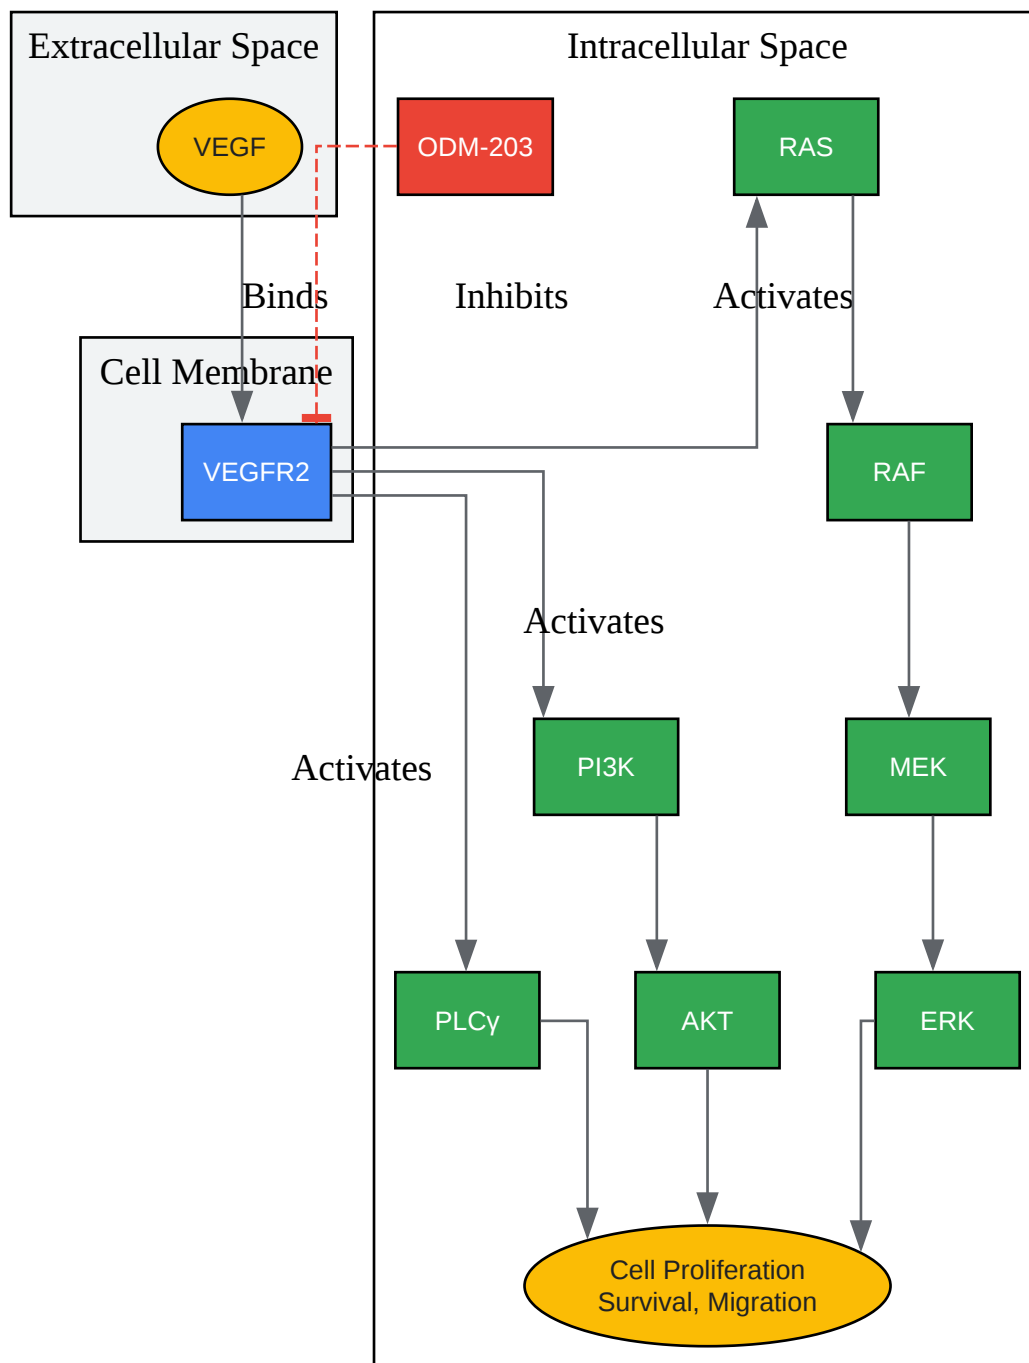 Extracellular Space
Intracellular Space
VEGF
ODM-203
RAS
Binds
Inhibits
Activates
Cell Membrane
VEGFR2
RAF
Activates
Activates
PI3K
MEK
PLCγ
AKT
ERK
Cell Proliferation
Survival, Migration